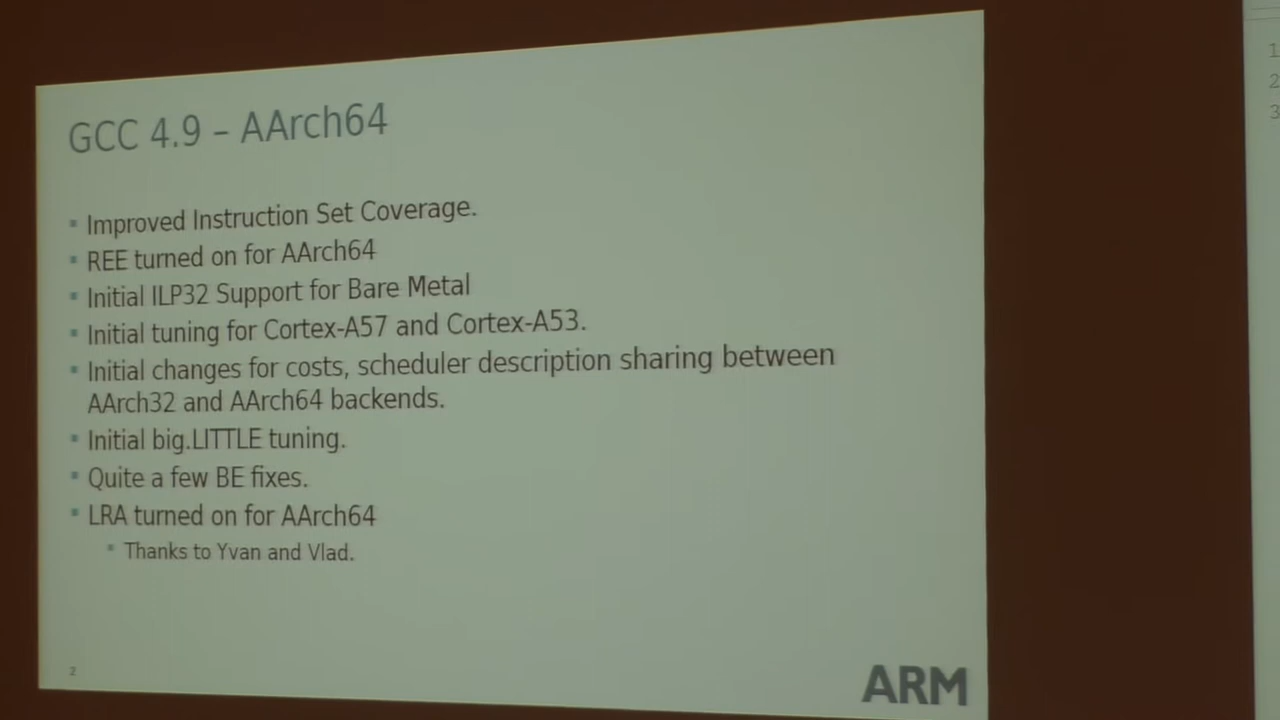 GCC 4.9 – AArch64
▪ Improved Instruction Set Coverage.
▪ REE turned on for AArch64
▪ Initial ILP32 Support for Bare Metal
▪ Initial tuning for Cortex-A57 and Cortex-A53.
▪ Initial changes for costs, scheduler description sharing between
AArch32 and AArch64 backends.
▪ Initial big.LITTLE tuning.
▪ Quite a few BE fixes.
▪ LRA turned on for AArch64
▪ Thanks to Yvan and Vlad.
2
ARM
1
2
3